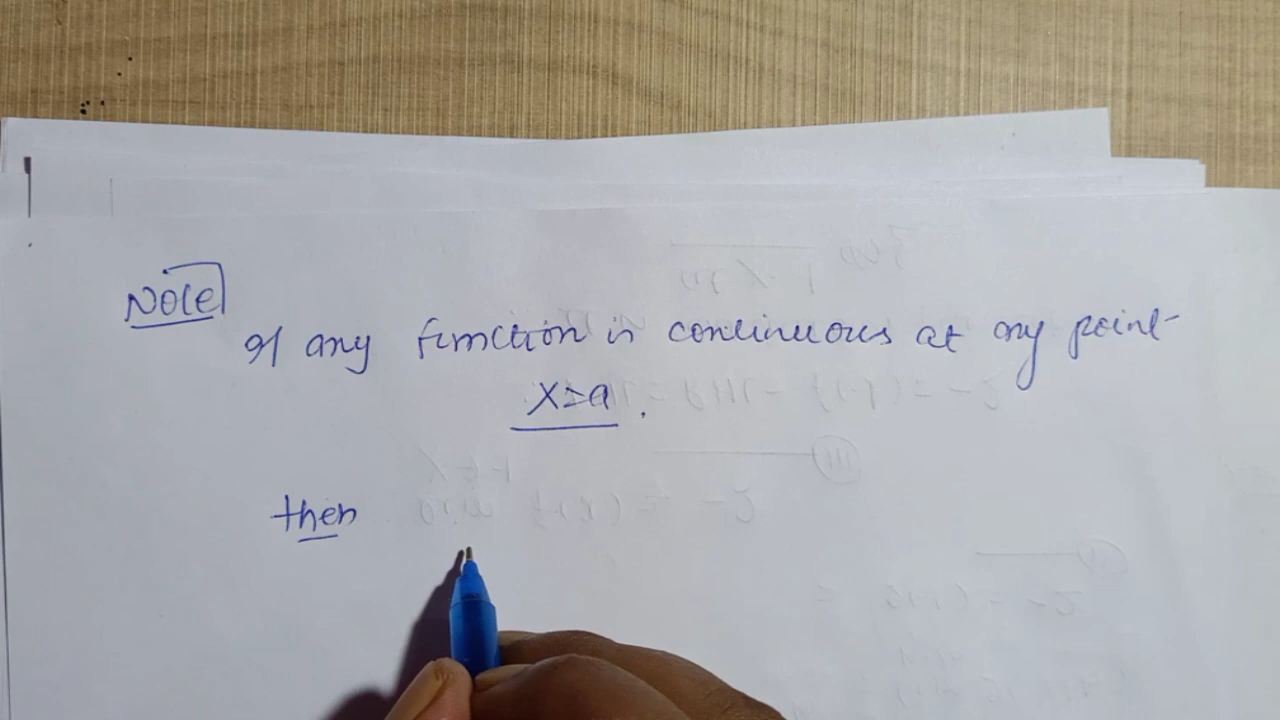 Note
If any function is continuous at any point
x=a.
then